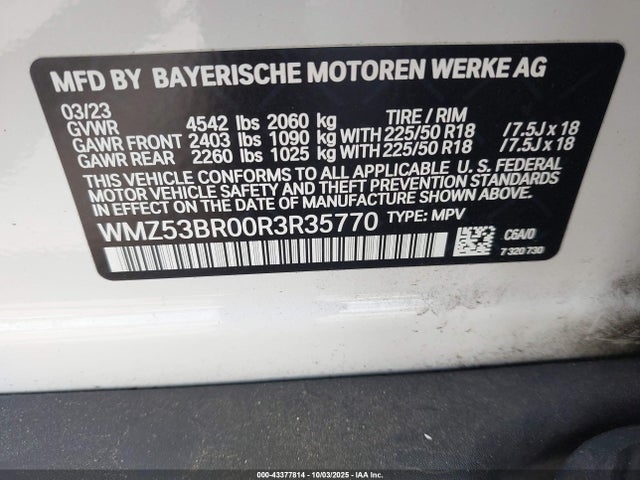 MFD BY BAYERISCHE MOTOREN WERKE AG
03/23
GVWR 4542 lbs 2060 kg TIRE / RIM
GAWR FRONT 2403 lbs 1090 kg WITH 225/50 R18 /7.5J x 18
GAWR REAR 2260 lbs 1025 kg WITH 225/50 R18 /7.5J x 18
THIS VEHICLE CONFORMS TO ALL APPLICABLE U. S. FEDERAL
MOTOR VEHICLE SAFETY AND THEFT PREVENTION STANDARDS
IN EFFECT ON THE DATE OF MANUFACTURE SHOWN ABOVE.
WMZ53BR00R3R35770 TYPE: MPV
C6A/0
7 320 730
000-43377814 - 10/03/2025 - IAA Inc.